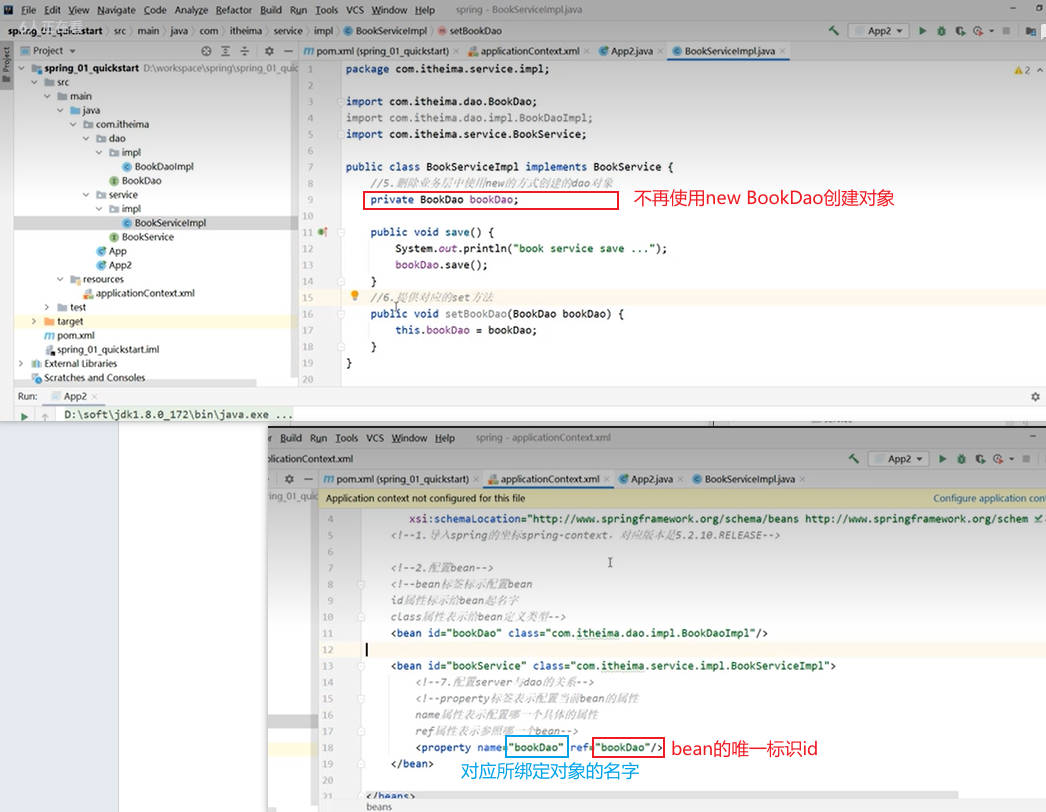 File Edit View Navigate Code Analyze Refactor Build Run Tools VCS Window Help spring - BookServiceImpl.java
spring_01_quickstart src main java com itheima service impl BookServiceImpl setBookDao App2
Project
pom.xml (spring_01_quickstart) applicationContext.xml App2.java BookServiceImpl.java
Project
spring_01_quickstart D:\workspace\spring\spring_01_quic
src
main
java
com.itheima
dao
impl
BookDaoImpl
BookDao
service
impl
BookServiceImpl
BookService
App
App2
resources
applicationContext.xml
test
target
pom.xml
spring_01_quickstart.iml
External Libraries
Scratches and Consoles
1 package com.itheima.service.impl; 2
2
3 import com.itheima.dao.BookDao;
4 import com.itheima.dao.impl.BookDaoImpl;
5 import com.itheima.service.BookService;
6
7 public class BookServiceImpl implements BookService {
8 //5.删除业务层中使用new的方式创建的dao对象
9 private BookDao bookDao; 不再使用new BookDao创建对象
10
11 public void save() {
12 System.out.println("book service save ...");
13 bookDao.save();
14 }
15 //6.提供对应的set方法
16 public void setBookDao(BookDao bookDao) {
17 this.bookDao = bookDao;
18 }
19 }
20
Run: App2
D:\soft\jdk1.8.0_172\bin\java.exe ...
Build Run Tools VCS Window Help spring - applicationContext.xml
plicationContext.xml App2
pom.xml (spring_01_quickstart) applicationContext.xml App2.java BookServiceImpl.java
ing_01_quic
Application context not configured for this file Configure application cont
4 xsi:schemaLocation="http://www.springframework.org/schema/beans http://www.springframework.org/schem
5 <!--1.导入spring的坐标spring-context，对应版本是5.2.10.RELEASE-->
6
7 <!--2.配置bean-->
8 <!--bean标签标示配置bean
9 id属性标示给bean起名字
10 class属性表示给bean定义类型-->
11 <bean id="bookDao" class="com.itheima.dao.impl.BookDaoImpl"/>
12
13 <bean id="bookService" class="com.itheima.service.impl.BookServiceImpl">
14 <!--7.配置server与dao的关系-->
15 <!--property标签表示配置当前bean的属性
16 name属性表示配置哪一个具体的属性
17 ref属性表示参照哪一个bean-->
18 <property name="bookDao" ref="bookDao"/> bean的唯一标识id
19 </bean>
对应所绑定对象的名字
20
21 </beans>
beans